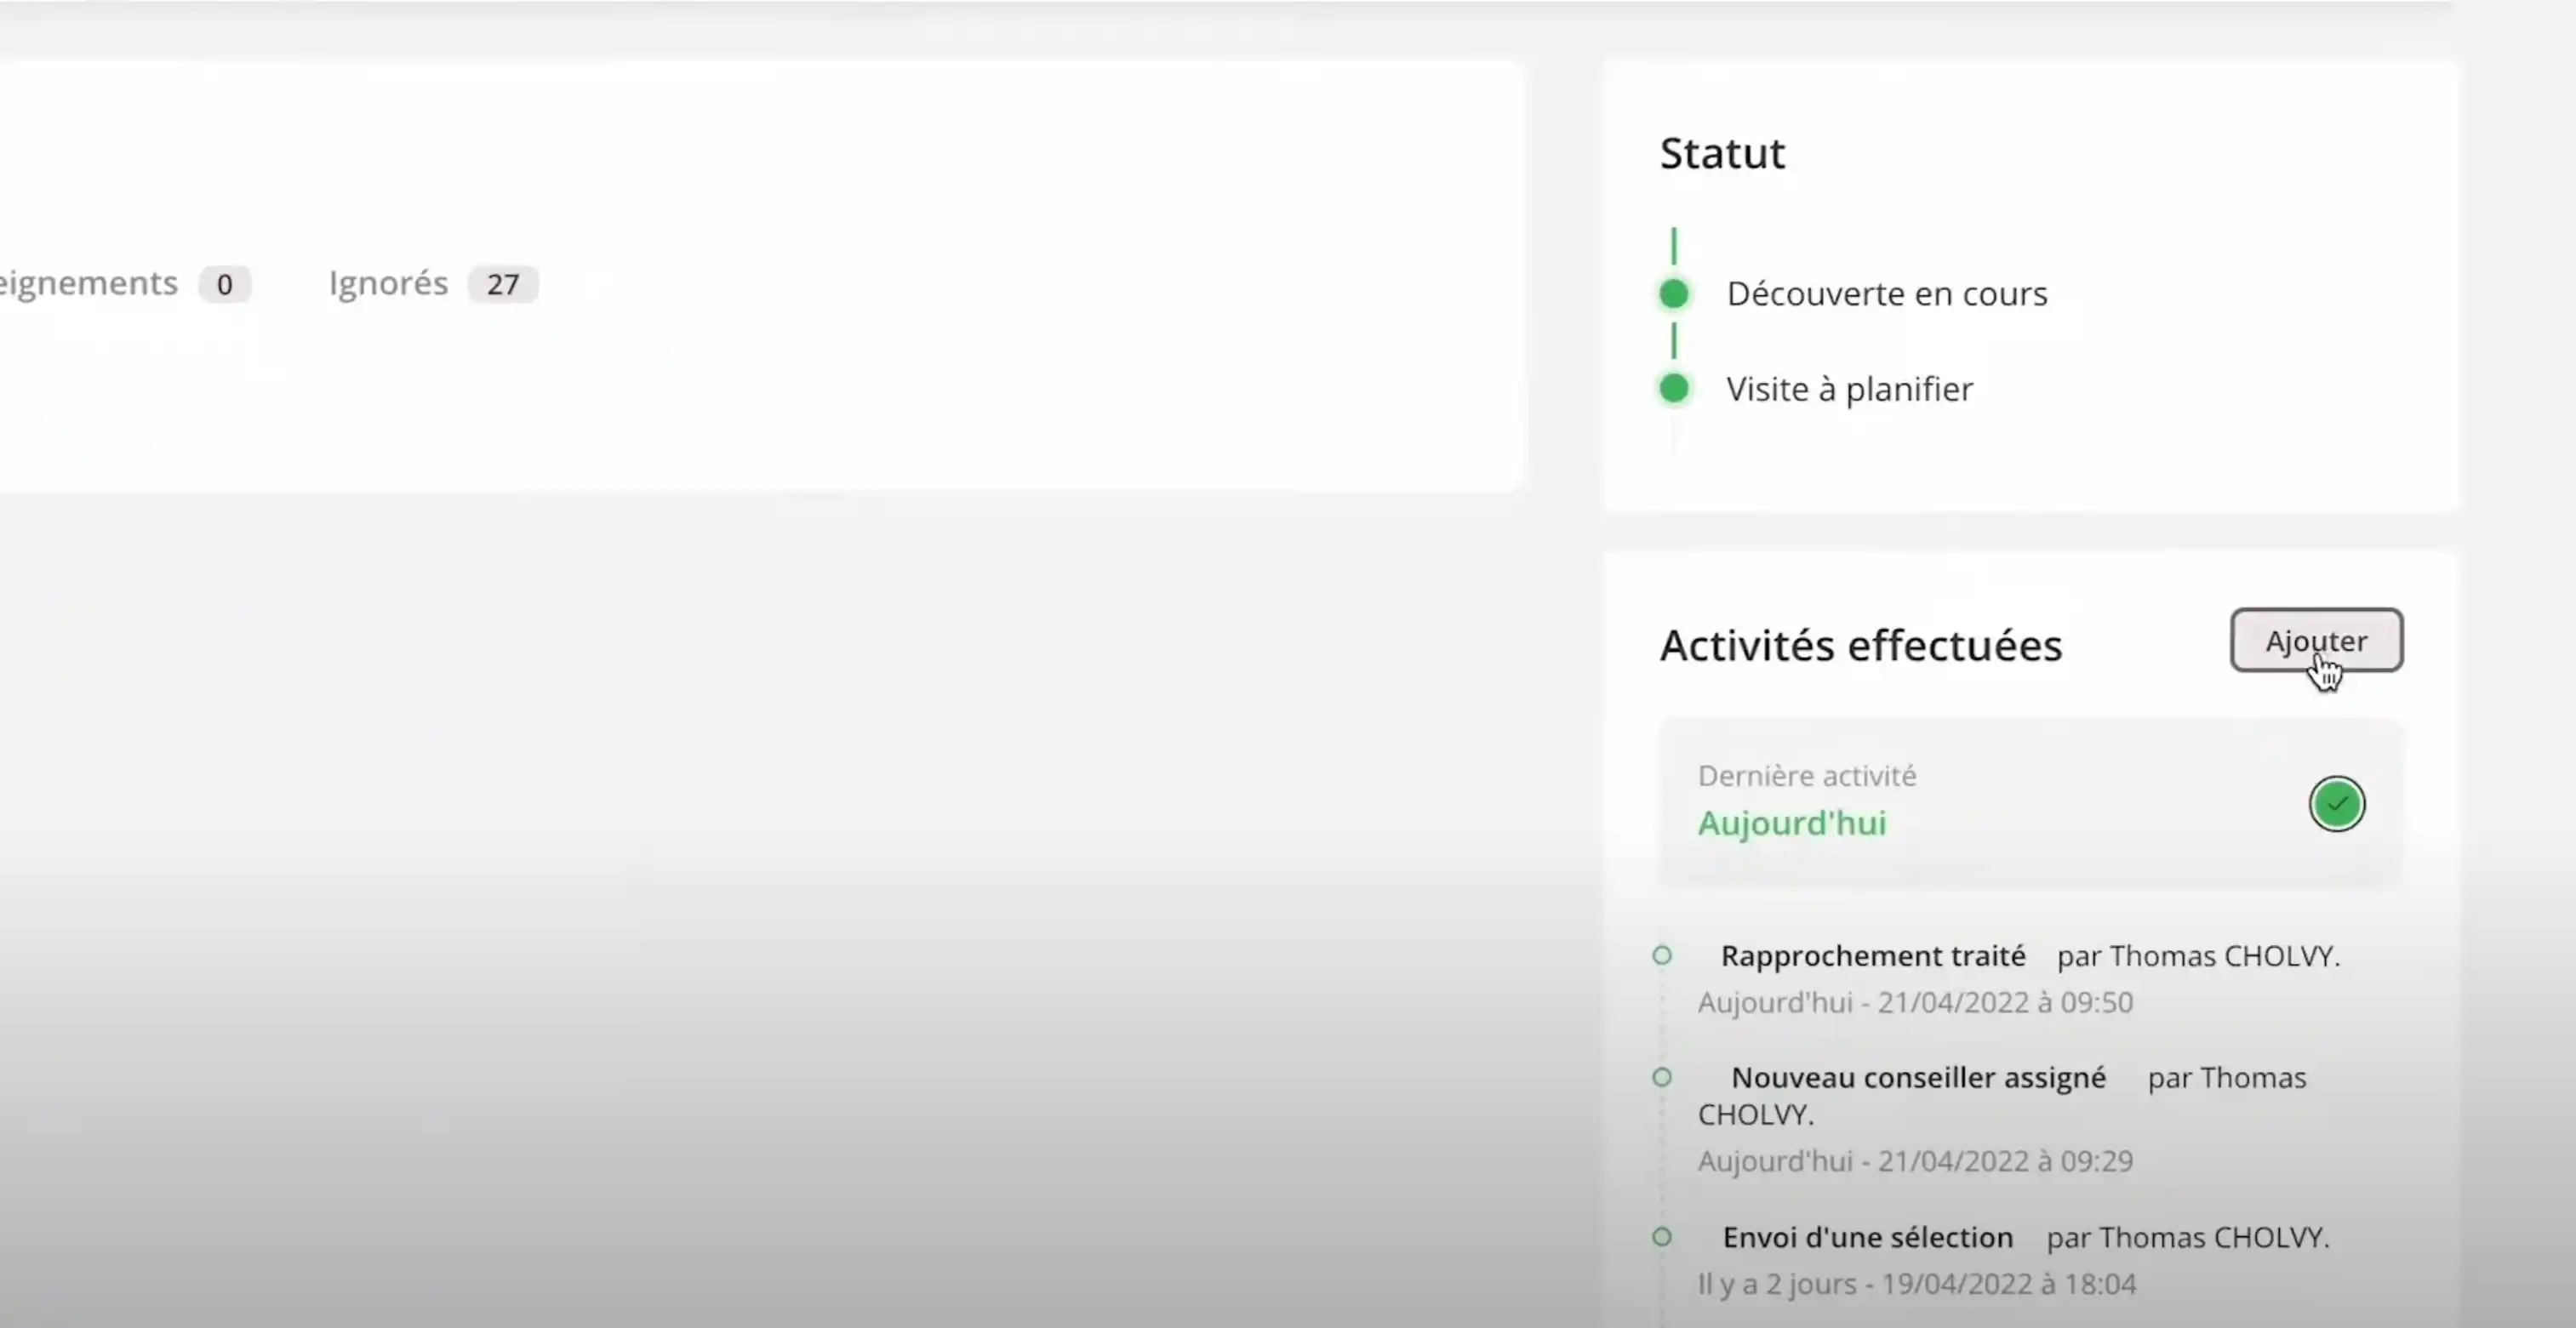 eignements 0 Ignorés 27
Statut
Découverte en cours
Visite à planifier
Activités effectuées
Ajouter
Dernière activité
Aujourd'hui
Rapprochement traité par Thomas CHOLVY.
Aujourd'hui - 21/04/2022 à 09:50
Nouveau conseiller assigné par Thomas
CHOLVY.
Aujourd'hui - 21/04/2022 à 09:29
Envoi d'une sélection par Thomas CHOLVY.
Il y a 2 jours - 19/04/2022 à 18:04